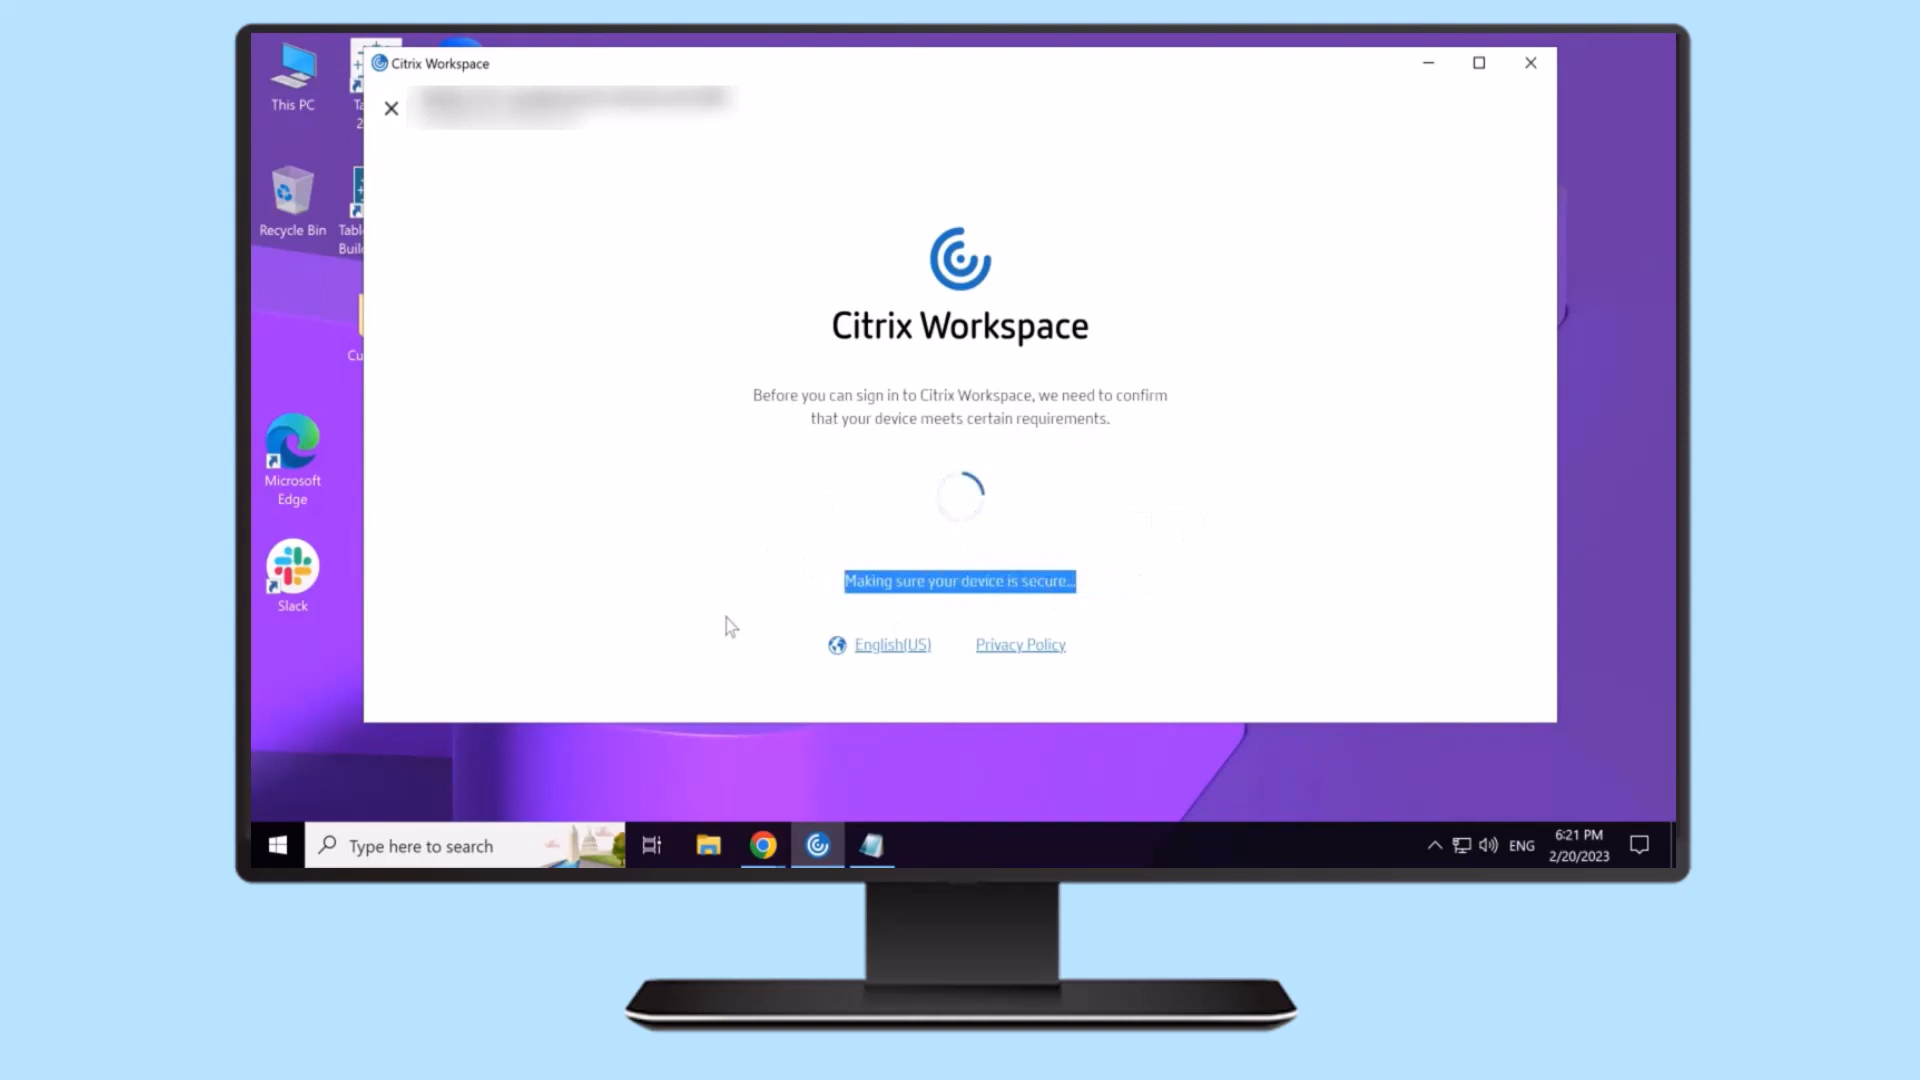 Citrix Workspace
This PC
Recycle Bin
Microsoft
Edge
Slack
Citrix Workspace
Before you can sign in to Citrix Workspace, we need to confirm
that your device meets certain requirements.
Making sure your device is secure...
English(US) Privacy Policy
Type here to search
ENG
6:21 PM
2/20/2023